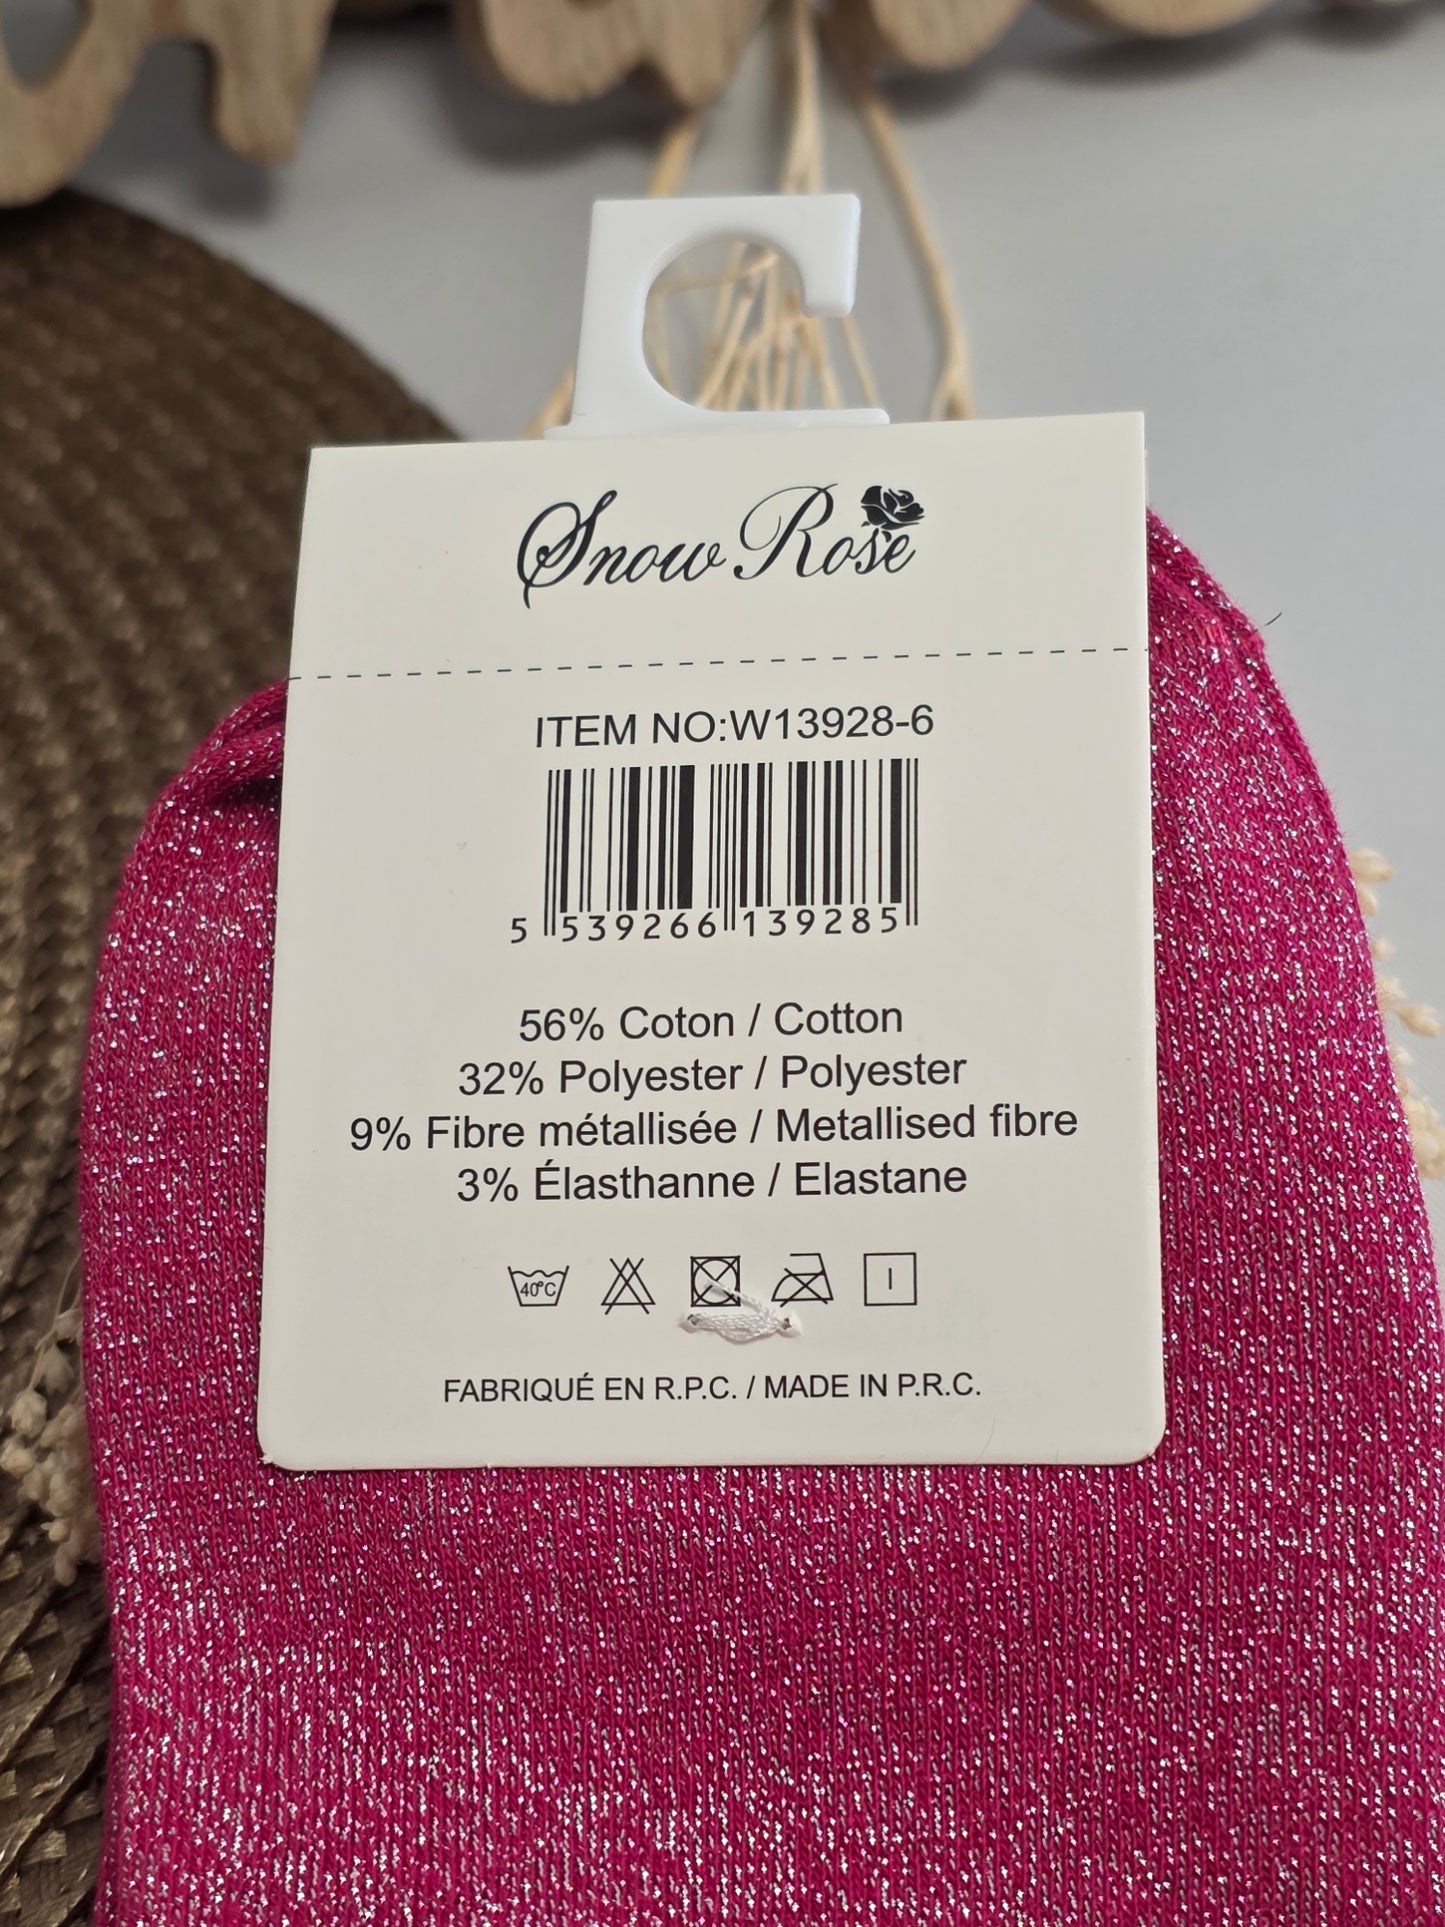 Snow Rose
ITEM NO:W13928-6
5 539266 139285
56% Coton / Cotton
32% Polyester / Polyester
9% Fibre métallisée / Metallised fibre
3% Élasthanne / Elastane
40°C
FABRIQUÉ EN R.P.C. / MADE IN P.R.C.